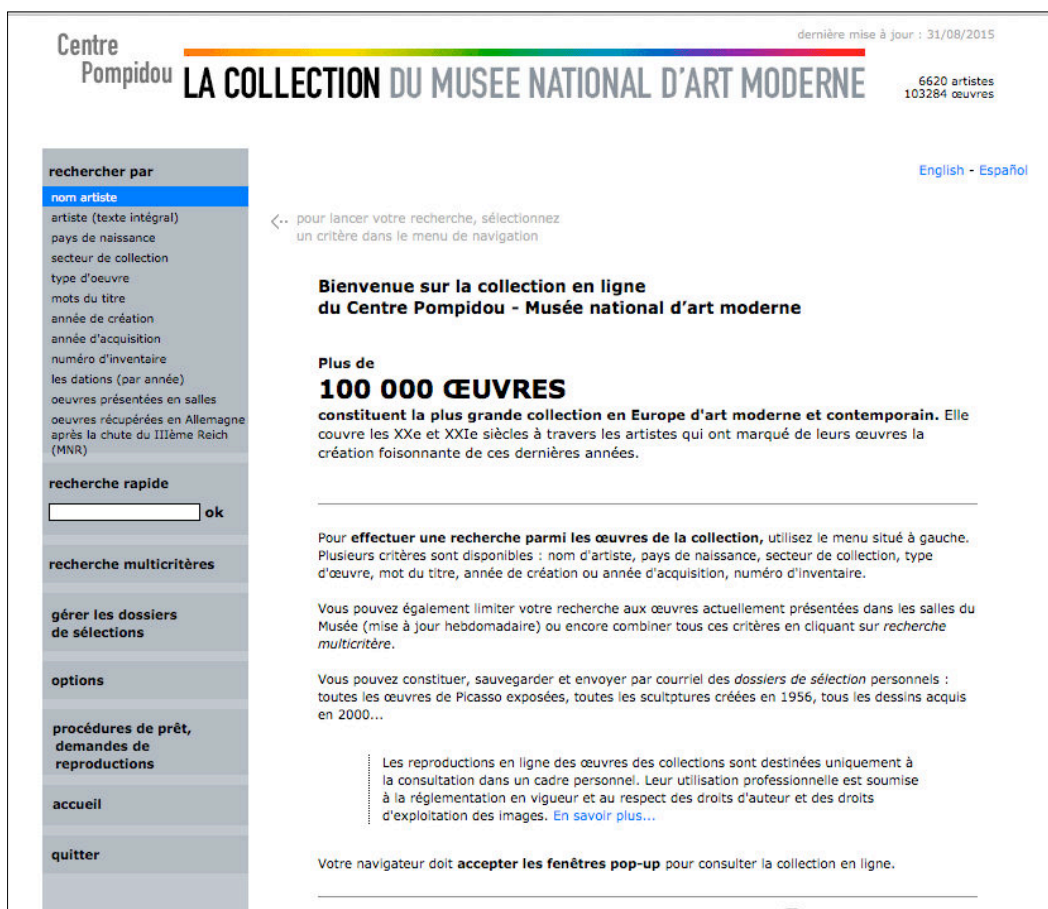 Centre
Pompidou
dernière mise à jour : 31/08/2015
LA COLLECTION DU MUSEE NATIONAL D'ART MODERNE
6620 artistes
103284 œuvres
English - Español
rechercher par
nom artiste
artiste (texte intégral)
pays de naissance
secteur de collection
type d'oeuvre
mots du titre
année de création
année d'acquisition
numéro d'inventaire
les dations (par année)
oeuvres présentées en salles
oeuvres récupérées en Allemagne
après la chute du IIIème Reich
(MNR)
recherche rapide
ok
recherche multicritères
gérer les dossiers
de sélections
options
procédures de prêt,
demandes de
reproductions
accueil
quitter
pour lancer votre recherche, sélectionnez
un critère dans le menu de navigation
Bienvenue sur la collection en ligne
du Centre Pompidou - Musée national d’art moderne
Plus de
100 000 ŒUVRES
constituent la plus grande collection en Europe d'art moderne et contemporain. Elle
couvre les XXe et XXIe siècles à travers les artistes qui ont marqué de leurs œuvres la
création foisonnante de ces dernières années.
Pour effectuer une recherche parmi les œuvres de la collection, utilisez le menu situé à gauche.
Plusieurs critères sont disponibles : nom d'artiste, pays de naissance, secteur de collection, type
d'œuvre, mot du titre, année de création ou année d'acquisition, numéro d'inventaire.
Vous pouvez également limiter votre recherche aux œuvres actuellement présentées dans les salles du
Musée (mise à jour hebdomadaire) ou encore combiner tous ces critères en cliquant sur recherche
multicritère.
Vous pouvez constituer, sauvegarder et envoyer par courriel des dossiers de sélection personnels :
toutes les œuvres de Picasso exposées, toutes les scultptures créées en 1956, tous les dessins acquis
en 2000...
Les reproductions en ligne des œuvres des collections sont destinées uniquement à
la consultation dans un cadre personnel. Leur utilisation professionnelle est soumise
à la réglementation en vigueur et au respect des droits d'auteur et des droits
d'exploitation des images. En savoir plus...
Votre navigateur doit accepter les fenêtres pop-up pour consulter la collection en ligne.